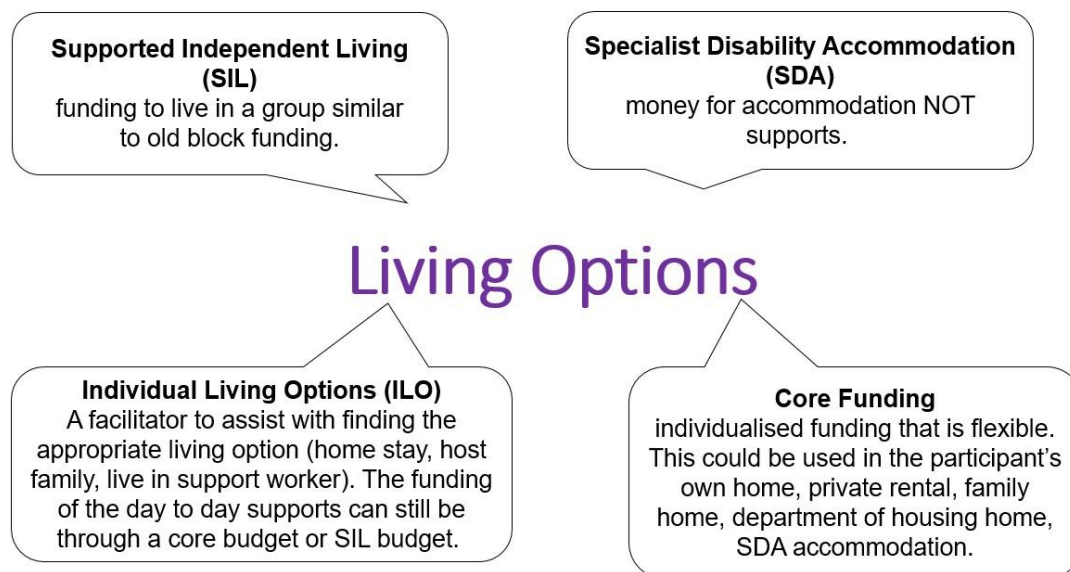 Supported Independent Living
(SIL)
funding to live in a group similar
to old block funding.
Specialist Disability Accommodation
(SDA)
money for accommodation NOT
supports.
Living Options
Individual Living Options (ILO)
A facilitator to assist with finding the
appropriate living option (home stay, host
family, live in support worker). The funding
of the day to day supports can still be
through a core budget or SIL budget.
Core Funding
individualised funding that is flexible.
This could be used in the participant’s
own home, private rental, family
home, department of housing home,
SDA accommodation.